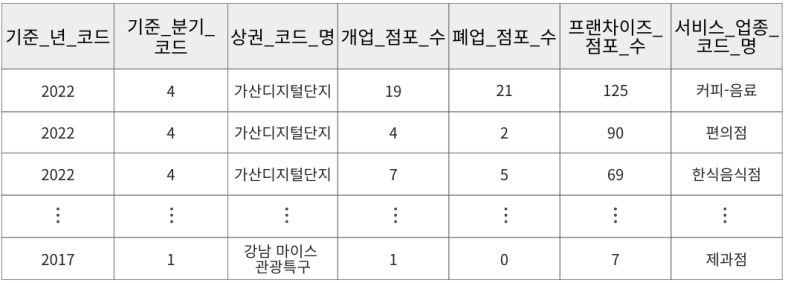 기준_년_코드 기준_분기_코드 상권_코드_명 개업_점포_수 폐업_점포_수 프랜차이즈_점포_수 서비스_업종_코드_명
2022 4 가산디지털단지 19 21 125 커피-음료
2022 4 가산디지털단지 4 2 90 편의점
2022 4 가산디지털단지 7 5 69 한식음식점
⋮ ⋮ ⋮ ⋮ ⋮ ⋮ ⋮
2017 1 강남 마이스 관광특구 1 0 7 제과점